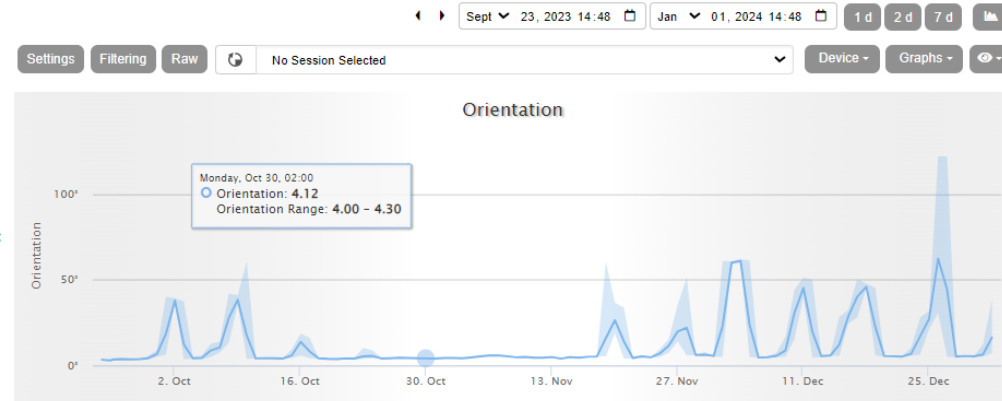 Sept 23, 2023 14:48 Jan 01, 2024 14:48 1 d 2 d 7 d
Settings Filtering Raw No Session Selected Device Graphs
Orientation
Monday, Oct 30, 02:00
Orientation: 4.12
Orientation Range: 4.00 – 4.30
Orientation
100°
50°
0°
2. Oct 16. Oct 30. Oct 13. Nov 27. Nov 11. Dec 25. Dec